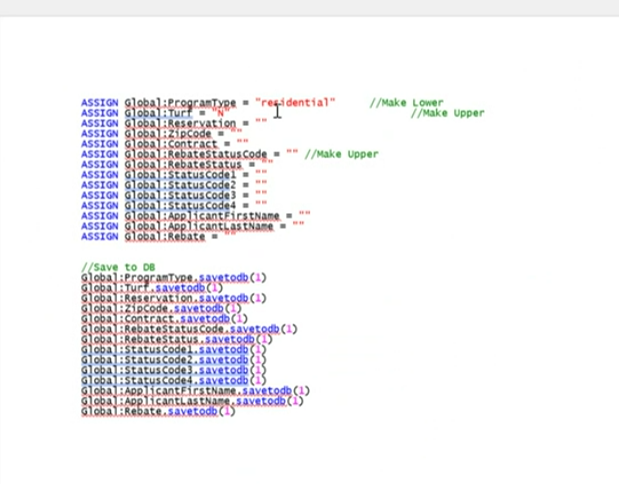 ASSIGN Global:ProgramType = "residential" //Make Lower
ASSIGN Global:Turf = "N" //Make Upper
ASSIGN Global:Reservation = ""
ASSIGN Global:ZipCode = ""
ASSIGN Global:Contract = ""
ASSIGN Global:RebateStatusCode = "" //Make Upper
ASSIGN Global:RebateStatus = ""
ASSIGN Global:StatusCode1 = ""
ASSIGN Global:StatusCode2 = ""
ASSIGN Global:StatusCode3 = ""
ASSIGN Global:StatusCode4 = ""
ASSIGN Global:ApplicantFirstName = ""
ASSIGN Global:ApplicantLastName = ""
ASSIGN Global:Rebate = ""
//Save to DB
Global:ProgramType.savetodb(1)
Global:Turf.savetodb(1)
Global:Reservation.savetodb(1)
Global:ZipCode.savetodb(1)
Global:Contract.savetodb(1)
Global:RebateStatusCode.savetodb(1)
Global:RebateStatus.savetodb(1)
Global:StatusCode1.savetodb(1)
Global:StatusCode2.savetodb(1)
Global:StatusCode3.savetodb(1)
Global:StatusCode4.savetodb(1)
Global:ApplicantFirstName.savetodb(1)
Global:ApplicantLastName.savetodb(1)
Global:Rebate.savetodb(1)